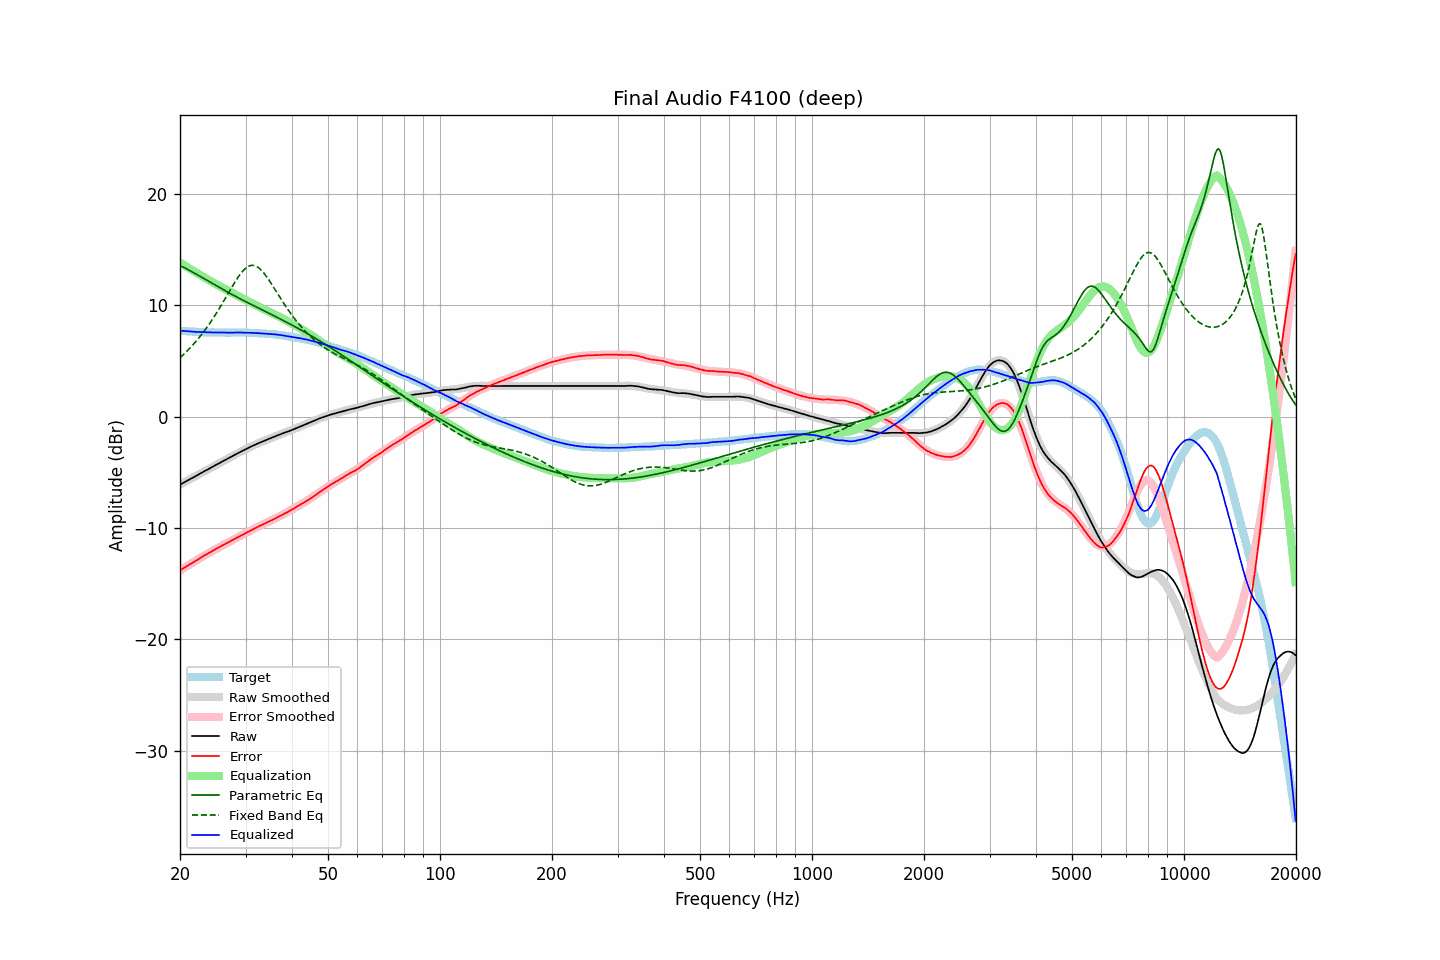 Final Audio F4100 (deep)
Amplitude (dBr)
20
10
0
−10
−20
−30
Target
Raw Smoothed
Error Smoothed
Raw
Error
Equalization
Parametric Eq
Fixed Band Eq
Equalized
20 50 100 200 500 1000 2000 5000 10000 20000
Frequency (Hz)